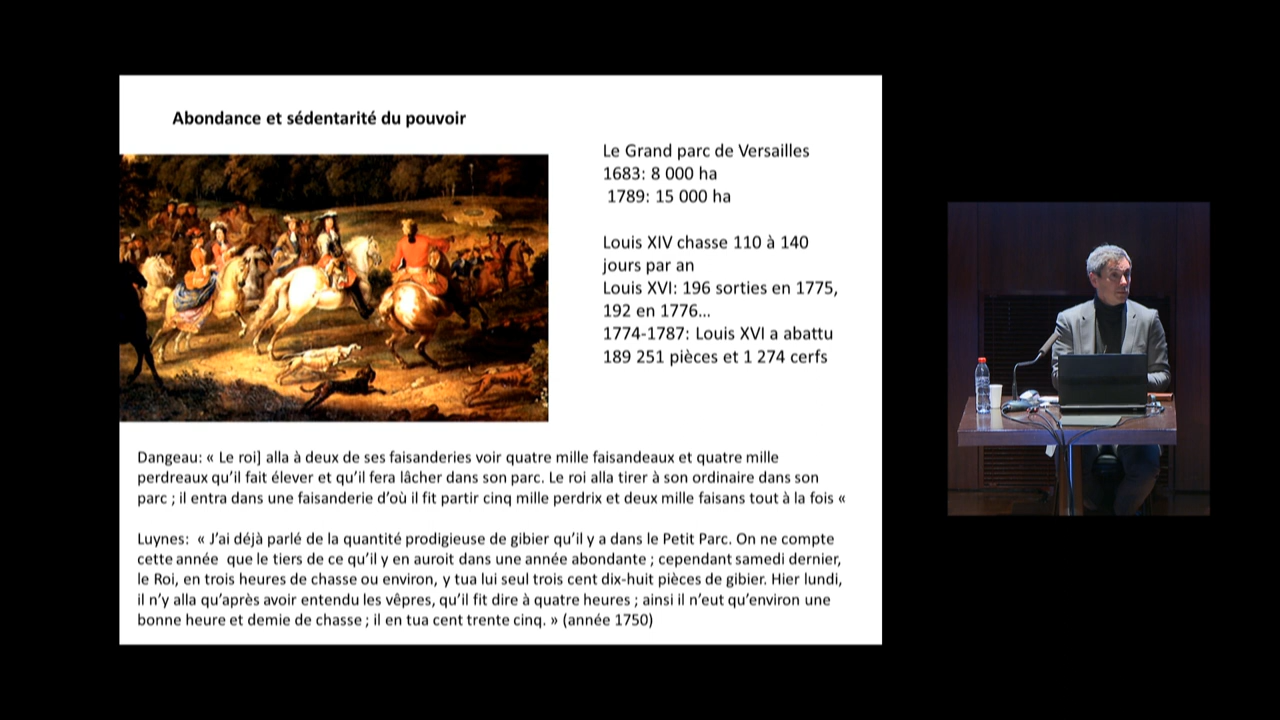 Abondance et sédentarité du pouvoir
Le Grand parc de Versailles
1683: 8 000 ha
1789: 15 000 ha
Louis XIV chasse 110 à 140
jours par an
Louis XVI: 196 sorties en 1775,
192 en 1776...
1774-1787: Louis XVI a abattu
189 251 pièces et 1 274 cerfs
Dangeau: « Le roi] alla à deux de ses faisanderies voir quatre mille faisandeaux et quatre mille
perdreaux qu’il fait élever et qu’il fera lâcher dans son parc. Le roi alla tirer à son ordinaire dans son
parc ; il entra dans une faisanderie d’où il fit partir cinq mille perdrix et deux mille faisans tout à la fois «
Luynes: « J’ai déjà parlé de la quantité prodigieuse de gibier qu’il y a dans le Petit Parc. On ne compte
cette année que le tiers de ce qu’il y en auroit dans une année abondante ; cependant samedi dernier,
le Roi, en trois heures de chasse ou environ, y tua lui seul trois cent dix-huit pièces de gibier. Hier lundi,
il n’y alla qu’après avoir entendu les vêpres, qu’il fit dire à quatre heures ; ainsi il n’eut qu’environ une
bonne heure et demie de chasse ; il en tua cent trente cinq. » (année 1750)